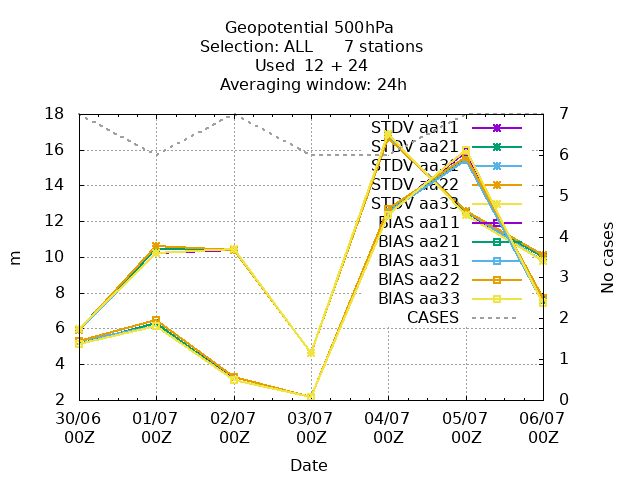 Geopotential 500hPa
Selection: ALL 7 stations
Used 12 + 24
Averaging window: 24h
18
16
14
12
10
8
6
4
2
m
7
6
5
4
3
2
1
0
No cases
STDV aa11
STDV aa21
STDV aa31
STDV aa22
STDV aa33
BIAS aa11
BIAS aa21
BIAS aa31
BIAS aa22
BIAS aa33
CASES
30/06 01/07 02/07 03/07 04/07 05/07 06/07
00Z 00Z 00Z 00Z 00Z 00Z 00Z
Date